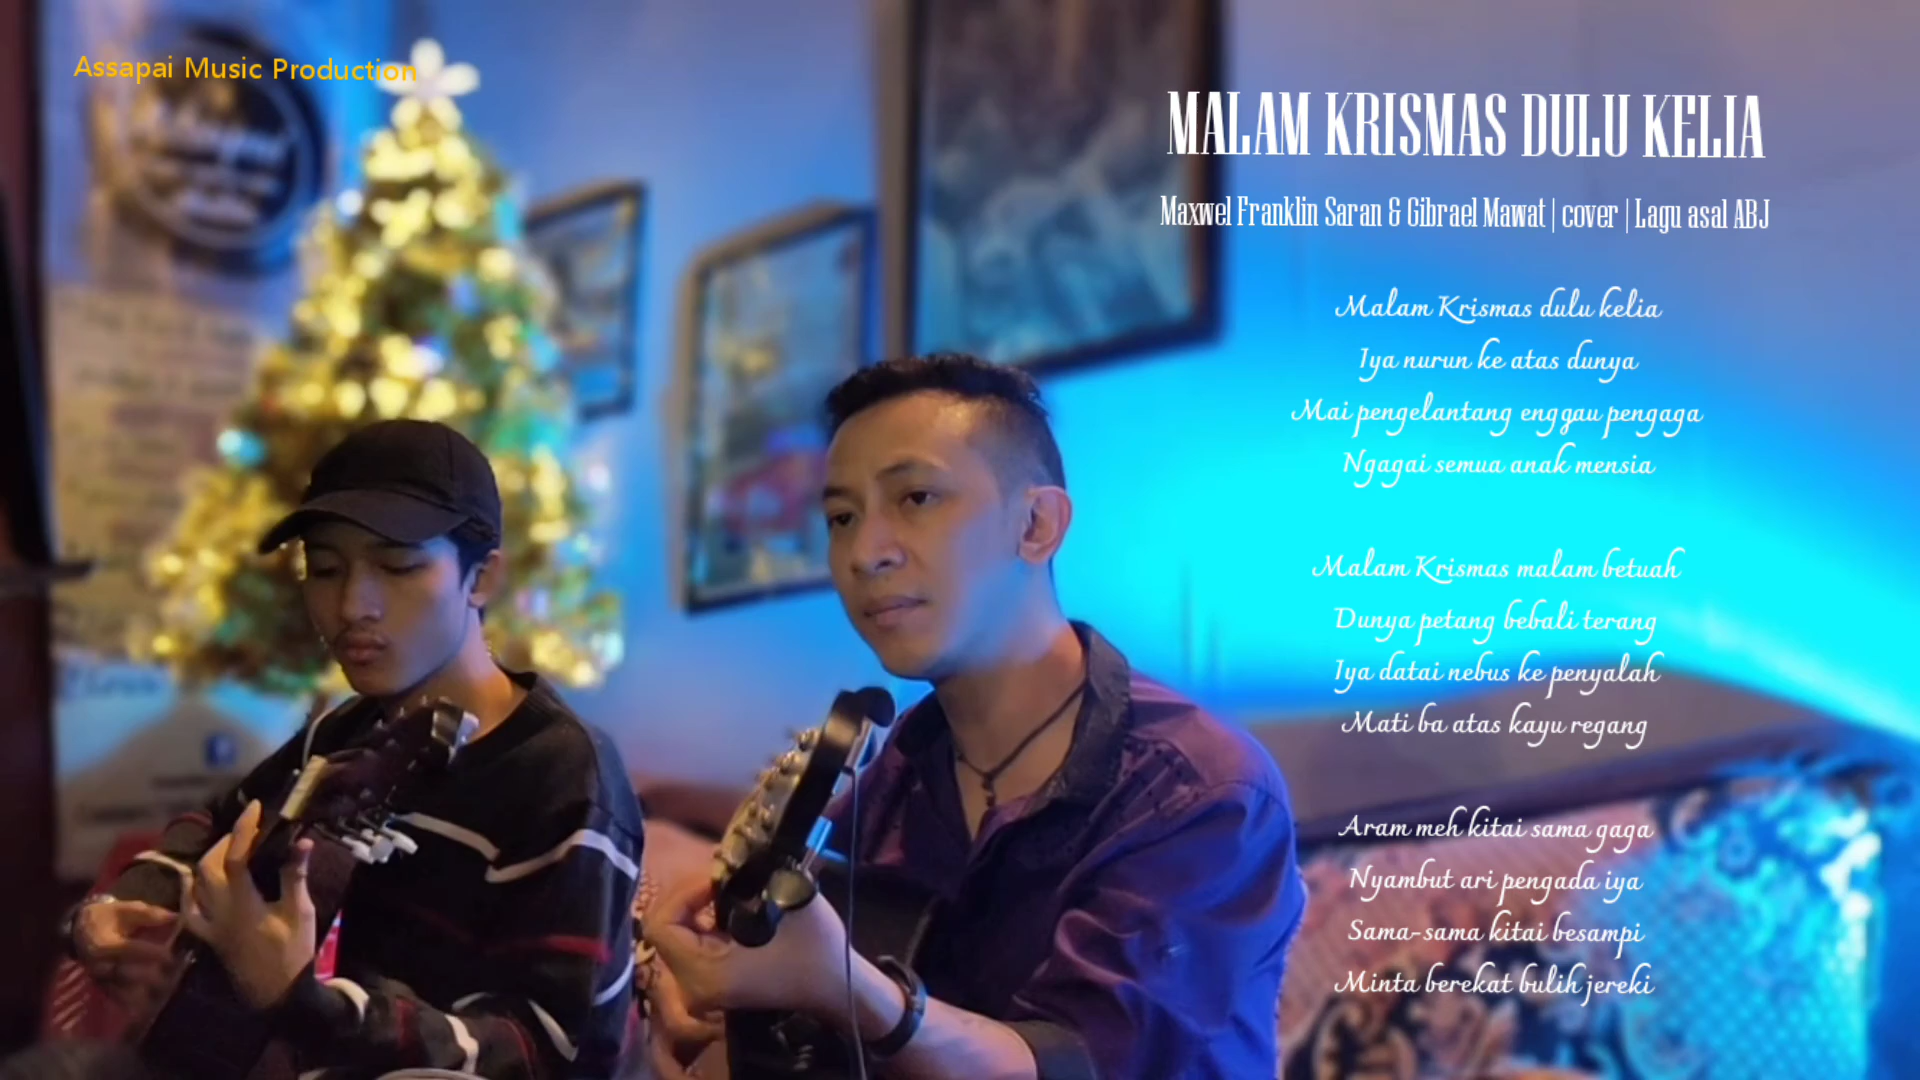 Assapai Music Production
MALAM KRISMAS DULU KELIA
Maxwel Franklin Saran & Gibrael Mawat | cover | Lagu asal ABJ
Malam Krismas dulu kelia
Iya nurun ke atas dunya
Mai pengelantang enggau pengaga
Ngagai semua anak mensia
Malam Krismas malam betuah
Dunya petang bebali terang
Iya datai nebus ke penyalah
Mati ba atas kayu regang
Aram meh kitai sama gaga
Nyambut ari pengada iya
Sama-sama kitai besampi
Minta berekat bulih jereki